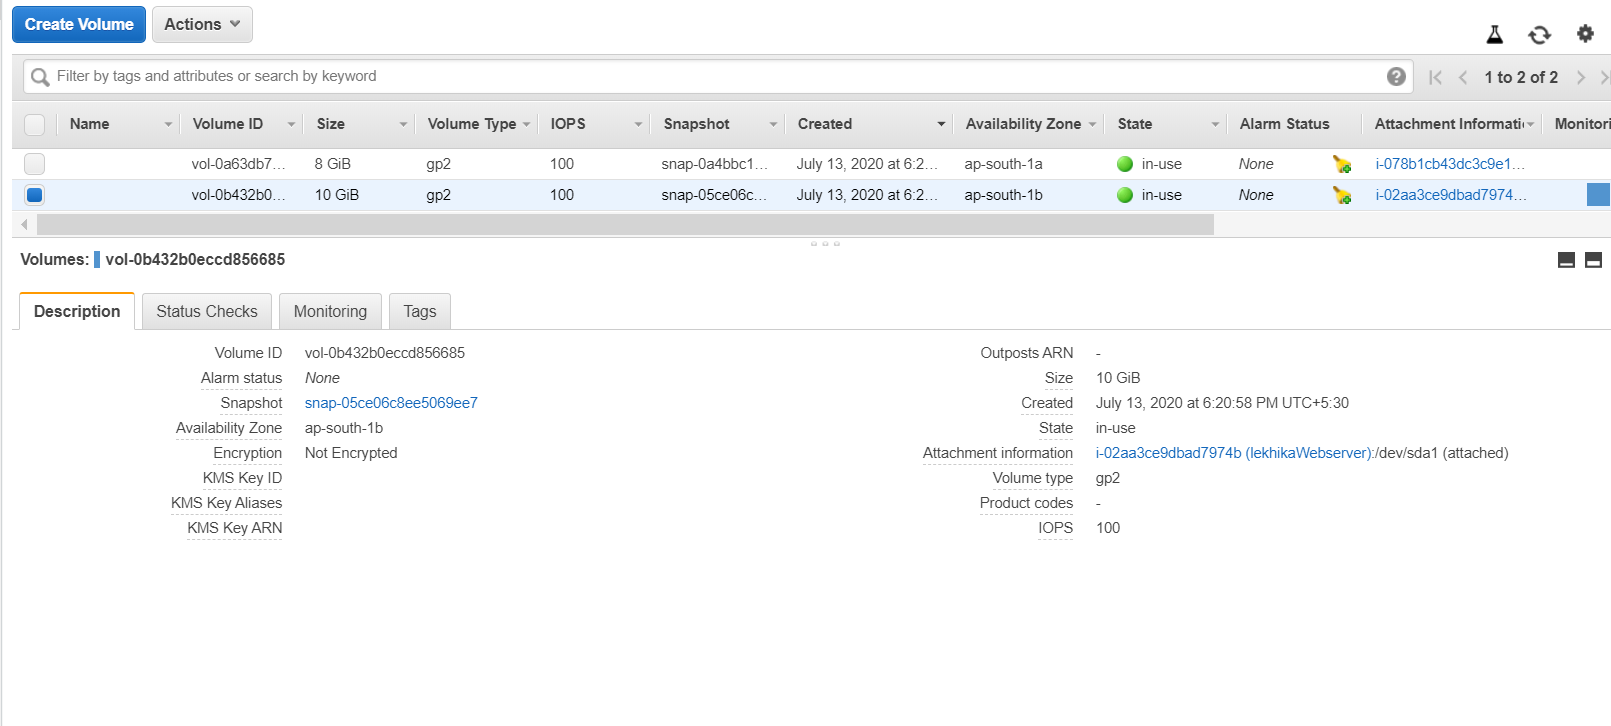 Create Volume Actions
Filter by tags and attributes or search by keyword 1 to 2 of 2
Name Volume ID Size Volume Type IOPS Snapshot Created Availability Zone State Alarm Status Attachment Informati Monitori
vol-0a63db7... 8 GiB gp2 100 snap-0a4bbc1... July 13, 2020 at 6:2... ap-south-1a in-use None i-078b1cb43dc3c9e1...
vol-0b432b0... 10 GiB gp2 100 snap-05ce06c... July 13, 2020 at 6:2... ap-south-1b in-use None i-02aa3ce9dbad7974...
Volumes: vol-0b432b0eccd856685
Description Status Checks Monitoring Tags
Volume ID vol-0b432b0eccd856685 Outposts ARN -
Alarm status None Size 10 GiB
Snapshot snap-05ce06c8ee5069ee7 Created July 13, 2020 at 6:20:58 PM UTC+5:30
Availability Zone ap-south-1b State in-use
Encryption Not Encrypted Attachment information i-02aa3ce9dbad7974b (lekhikaWebserver):/dev/sda1 (attached)
KMS Key ID Volume type gp2
KMS Key Aliases Product codes -
KMS Key ARN IOPS 100